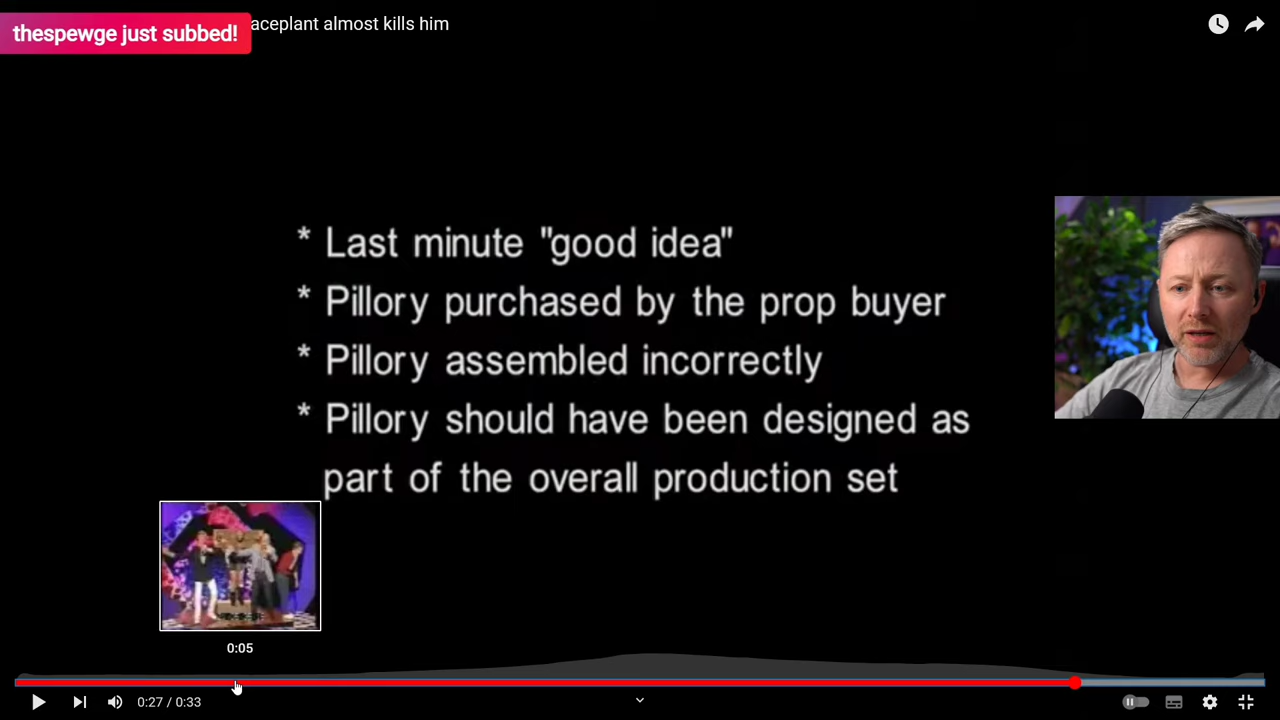 thespewge just subbed!
aceplant almost kills him
* Last minute "good idea"
* Pillory purchased by the prop buyer
* Pillory assembled incorrectly
* Pillory should have been designed as
part of the overall production set
0:05
0:27 / 0:33